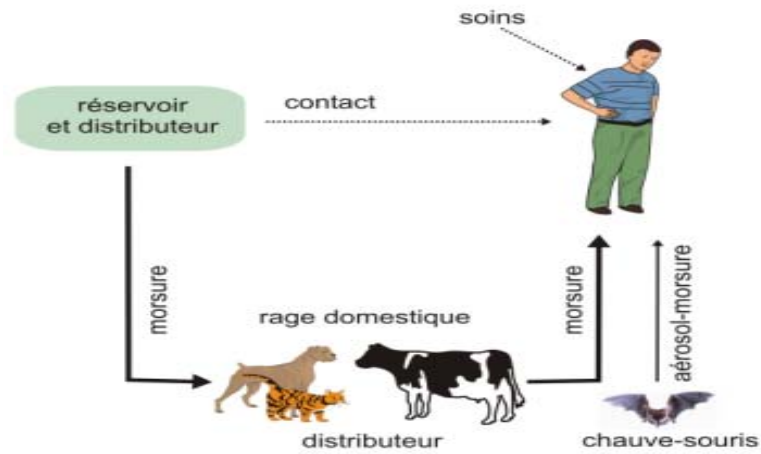 soins
réservoir
et distributeur
contact
morsure
rage domestique
morsure
aérosol-morsure
distributeur
chauve-souris